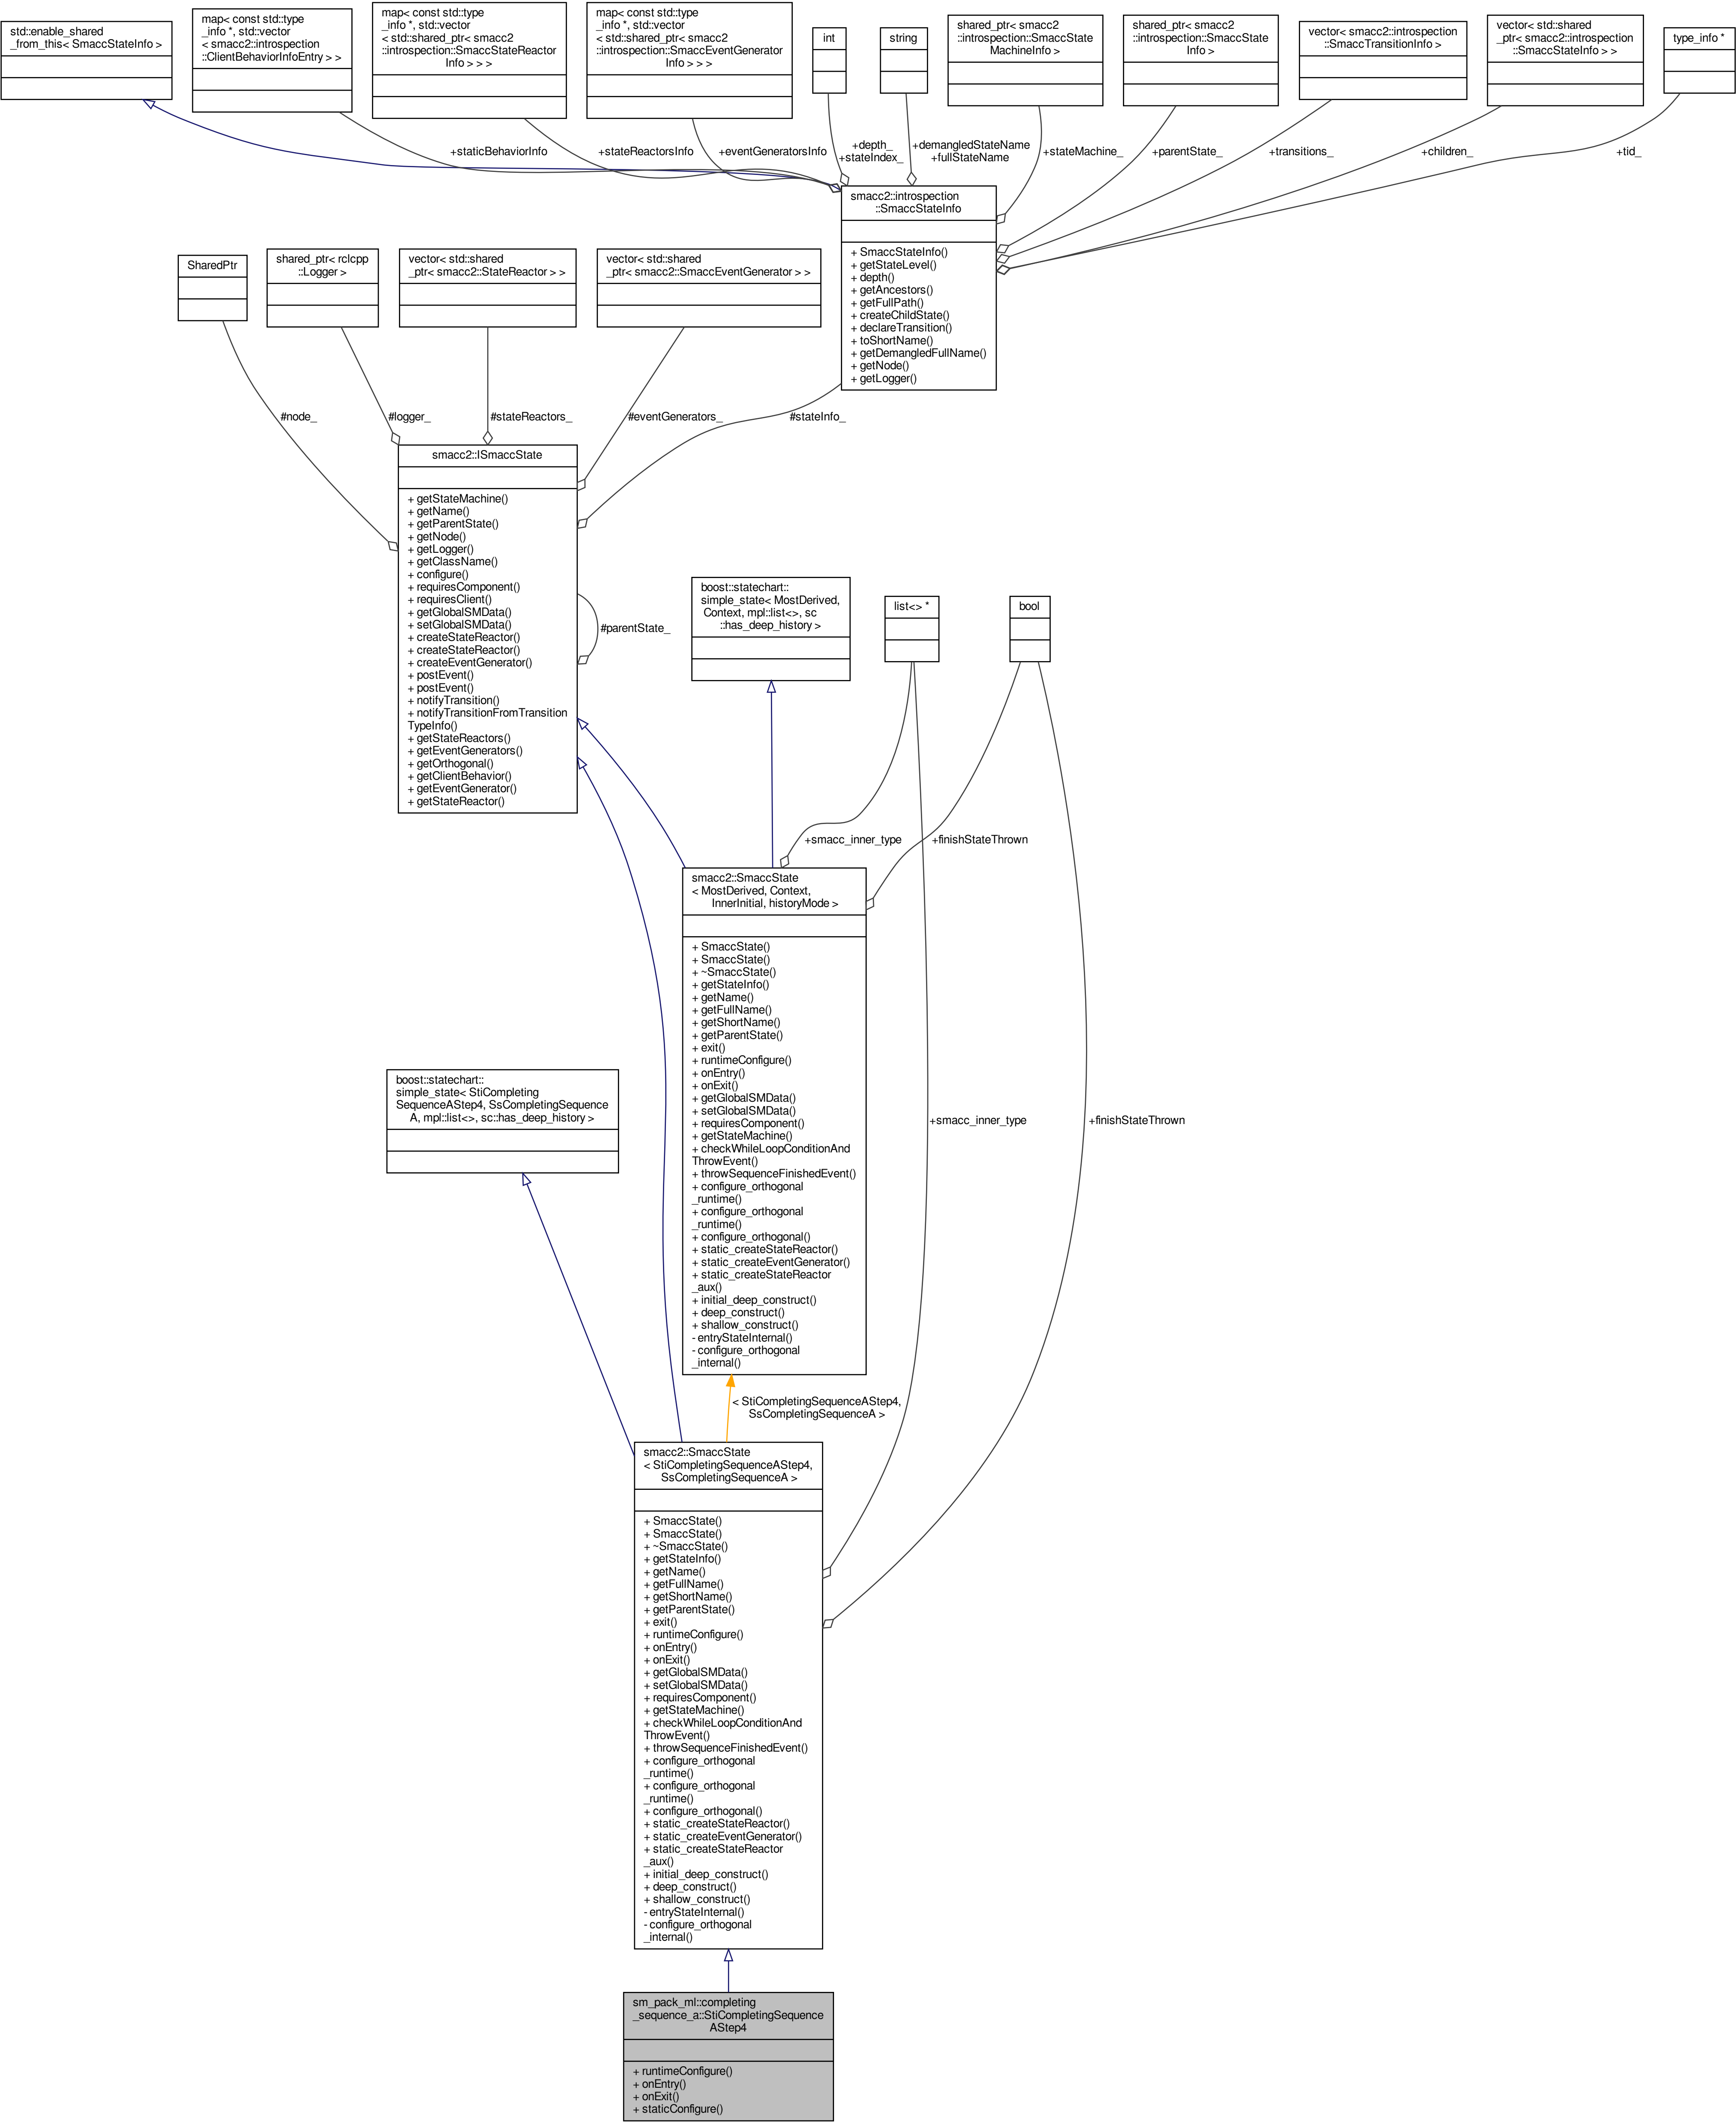 std::enable_shared
_from_this< SmaccStateInfo >
map< const std::type
_info *, std::vector
< smacc2::introspection
::ClientBehaviorInfoEntry > >
map< const std::type
_info *, std::vector
< std::shared_ptr< smacc2
::introspection::SmaccStateReactor
Info > > >
map< const std::type
_info *, std::vector
< std::shared_ptr< smacc2
::introspection::SmaccEventGenerator
Info > > >
int
string
shared_ptr< smacc2
::introspection::SmaccState
MachineInfo >
shared_ptr< smacc2
::introspection::SmaccState
Info >
vector< smacc2::introspection
::SmaccTransitionInfo >
vector< std::shared
_ptr< smacc2::introspection
::SmaccStateInfo > >
type_info *
+staticBehaviorInfo
+stateReactorsInfo
+eventGeneratorsInfo
+depth_
+stateIndex_
+demangledStateName
+fullStateName
+stateMachine_
+parentState_
+transitions_
+children_
+tid_
smacc2::introspection
::SmaccStateInfo
+ SmaccStateInfo()
+ getStateLevel()
+ depth()
+ getAncestors()
+ getFullPath()
+ createChildState()
+ declareTransition()
+ toShortName()
+ getDemangledFullName()
+ getNode()
+ getLogger()
SharedPtr
shared_ptr< rclcpp
::Logger >
vector< std::shared
_ptr< smacc2::StateReactor > >
vector< std::shared
_ptr< smacc2::SmaccEventGenerator > >
#node_
#logger_
#stateReactors_
#eventGenerators_
#stateInfo_
smacc2::ISmaccState
+ getStateMachine()
+ getName()
+ getParentState()
+ getNode()
+ getLogger()
+ getClassName()
+ configure()
+ requiresComponent()
+ requiresClient()
+ getGlobalSMData()
+ setGlobalSMData()
+ createStateReactor()
+ createStateReactor()
+ createEventGenerator()
+ postEvent()
+ postEvent()
+ notifyTransition()
+ notifyTransitionFromTransition
TypeInfo()
+ getStateReactors()
+ getEventGenerators()
+ getOrthogonal()
+ getClientBehavior()
+ getEventGenerator()
+ getStateReactor()
#parentState_
boost::statechart::
simple_state< MostDerived,
Context, mpl::list<>, sc
::has_deep_history >
list<> *
bool
+smacc_inner_type
+finishStateThrown
smacc2::SmaccState
< MostDerived, Context,
InnerInitial, historyMode >
+ SmaccState()
+ SmaccState()
+ ~SmaccState()
+ getStateInfo()
+ getName()
+ getFullName()
+ getShortName()
+ getParentState()
+ exit()
+ runtimeConfigure()
+ onEntry()
+ onExit()
+ getGlobalSMData()
+ setGlobalSMData()
+ requiresComponent()
+ getStateMachine()
+ checkWhileLoopConditionAnd
ThrowEvent()
+ throwSequenceFinishedEvent()
+ configure_orthogonal
_runtime()
+ configure_orthogonal
_runtime()
+ configure_orthogonal()
+ static_createStateReactor()
+ static_createEventGenerator()
+ static_createStateReactor
_aux()
+ initial_deep_construct()
+ deep_construct()
+ shallow_construct()
- entryStateInternal()
- configure_orthogonal
_internal()
boost::statechart::
simple_state< StiCompleting
SequenceAStep4, SsCompletingSequence
A, mpl::list<>, sc::has_deep_history >
+smacc_inner_type
+finishStateThrown
< StiCompletingSequenceAStep4,
SsCompletingSequenceA >
smacc2::SmaccState
< StiCompletingSequenceAStep4,
SsCompletingSequenceA >
+ SmaccState()
+ SmaccState()
+ ~SmaccState()
+ getStateInfo()
+ getName()
+ getFullName()
+ getShortName()
+ getParentState()
+ exit()
+ runtimeConfigure()
+ onEntry()
+ onExit()
+ getGlobalSMData()
+ setGlobalSMData()
+ requiresComponent()
+ getStateMachine()
+ checkWhileLoopConditionAnd
ThrowEvent()
+ throwSequenceFinishedEvent()
+ configure_orthogonal
_runtime()
+ configure_orthogonal
_runtime()
+ configure_orthogonal()
+ static_createStateReactor()
+ static_createEventGenerator()
+ static_createStateReactor
_aux()
+ initial_deep_construct()
+ deep_construct()
+ shallow_construct()
- entryStateInternal()
- configure_orthogonal
_internal()
sm_pack_ml::completing
_sequence_a::StiCompletingSequence
AStep4
+ runtimeConfigure()
+ onEntry()
+ onExit()
+ staticConfigure()